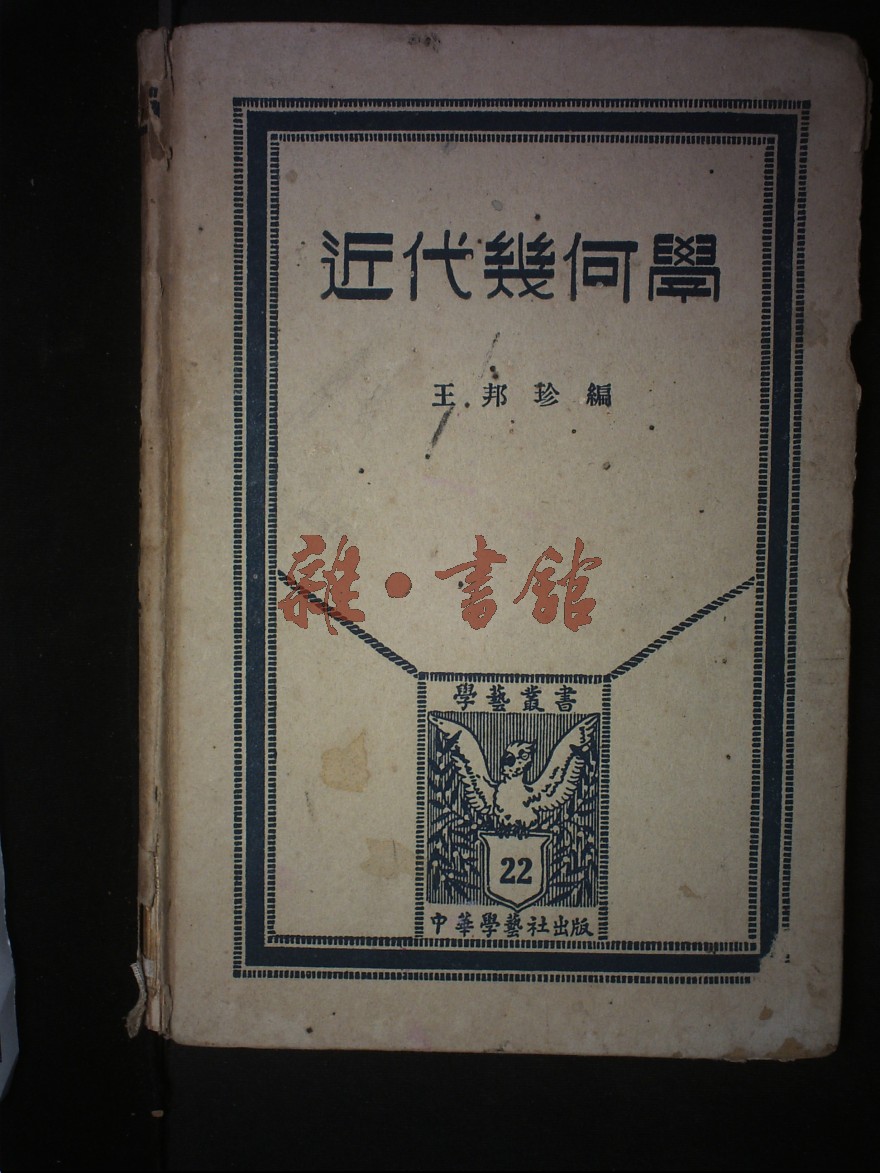 近代幾何學
王邦珍編
雜·書館
學藝叢書
22
中華學藝社出版